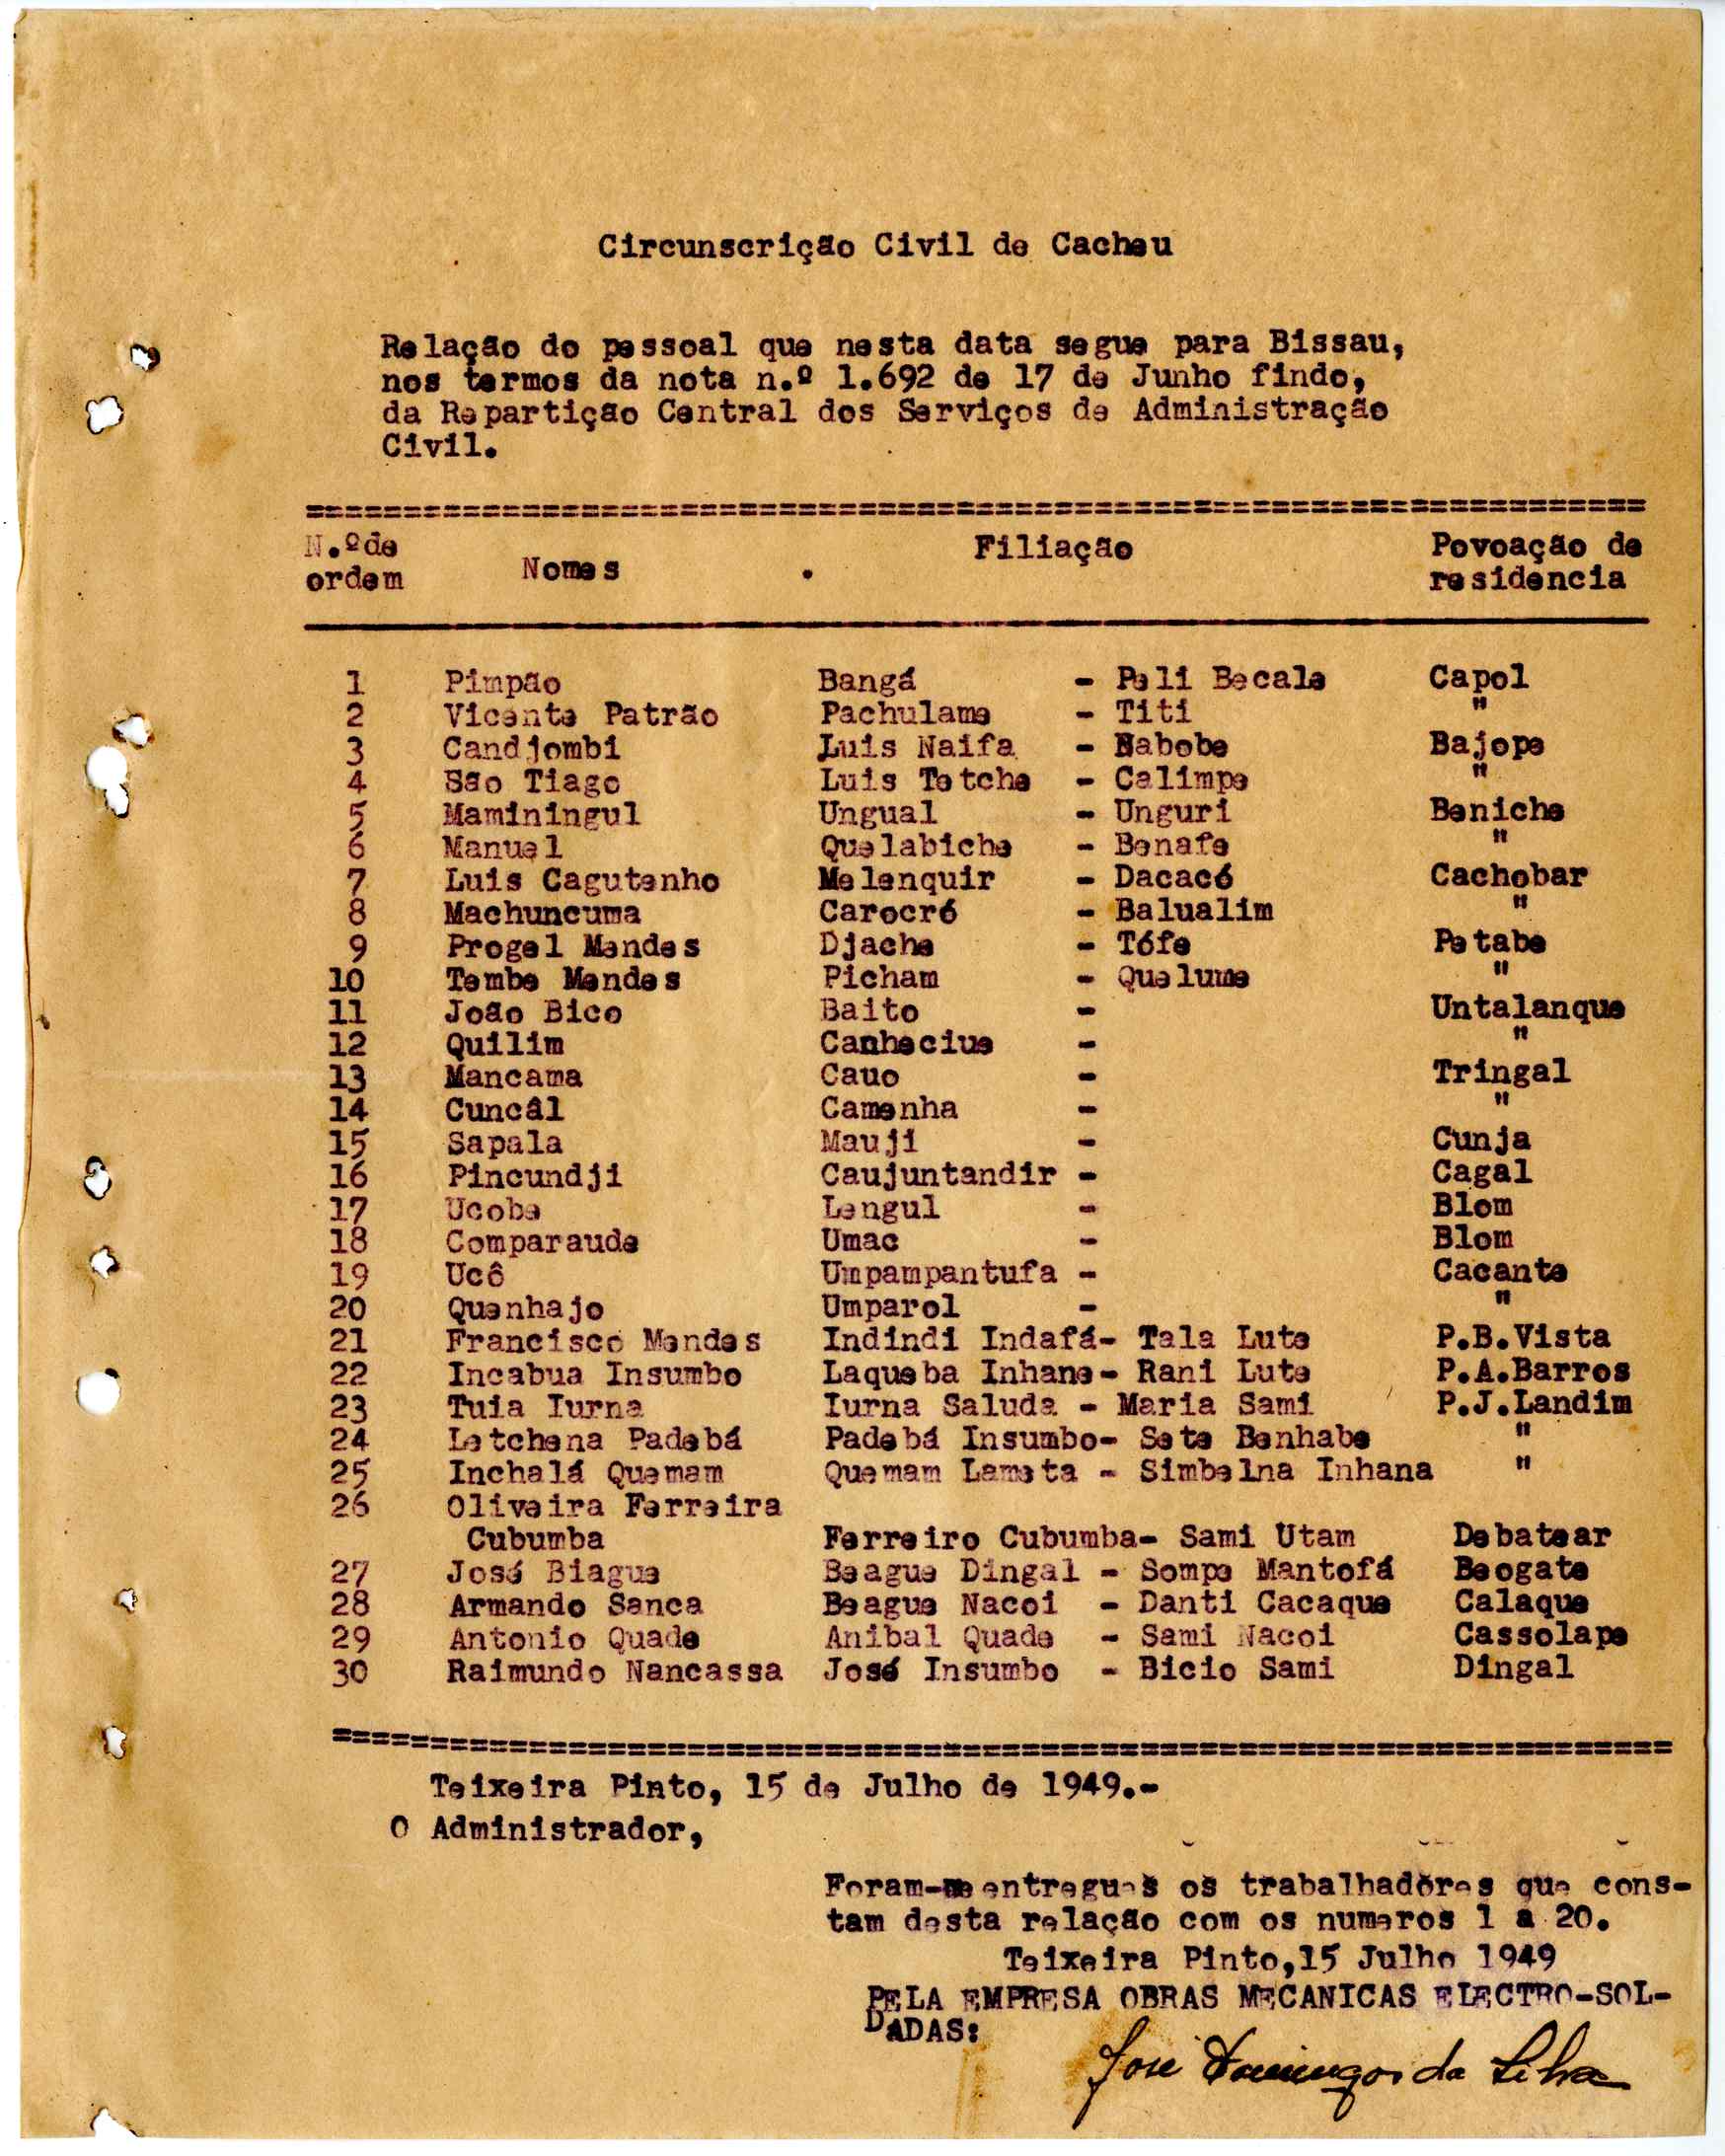 Circunscrição Civil de Cacheu
Relação do pessoal que nesta data segue para Bissau,
nos termos da nota n.º 1.692 de 17 de Junho findo,
da Repartição Central dos Serviços de Administração
Civil.
==================================================
N.º de ordem Nomes Filiação Povoação de residencia
1 Pimpão Bangá - Peli Becale Capol
2 Vicente Patrão Pachulame - Titi "
3 Candjombi Luis Naifa - Nabobe Bajope
4 São Tiago Luis Tetche - Calimpe "
5 Maminingul Ungual - Unguri Beniche
6 Manuel Quelabiche - Benafe "
7 Luis Cagutenho Melenquir - Dacacó Cachobar
8 Machuncuma Carocró - Balualim "
9 Progel Mendes Djache - Tófe Petabe
10 Tembe Mendes Picham - Quelume "
11 João Bico Baito - Untalanque
12 Quilim Canheciue - "
13 Mancama Cauo - Tringal
14 Cuncâl Camenha - "
15 Sapala Mauji - Cunja
16 Pincundji Caujuntandir - Cagal
17 Ucobe Lengul - Blom
18 Comparaude Umac - Blom
19 Ucô Umpampantufa - Cacante
20 Quenhajo Umparol - "
21 Francisco Mendes Indindi Indafá- Tala Lute P.B.Vista
22 Incabua Insumbo Laqueba Inhane- Rani Lute P.A.Barros
23 Tuia Iurna Iurna Saluda - Maria Sami P.J.Landim
24 Letchena Padebá Padebá Insumbo- Sete Benhabe "
25 Inchalá Quemam Quemam Lameta - Simbelna Inhana "
26 Oliveira Ferreira
Cubumba Ferreiro Cubumba- Sami Utam Debatear
27 José Biague Beague Dingal - Sompe Mantofá Beogate
28 Armando Sanca Beague Nacoi - Danti Cacaque Calaque
29 Antonio Quade Anibal Quade - Sami Nacoi Cassolape
30 Raimundo Nancassa José Insumbo - Bicio Sami Dingal
==================================================
Teixeira Pinto, 15 de Julho de 1949.-
O Administrador,
Foram-me entregues os trabalhadores que cons-
tam desta relação com os numeros 1 a 20.
Teixeira Pinto,15 Julho 1949
PELA EMPRESA OBRAS MECANICAS ELECTRO-SOL-
DADAS:
José Domingos da Silva